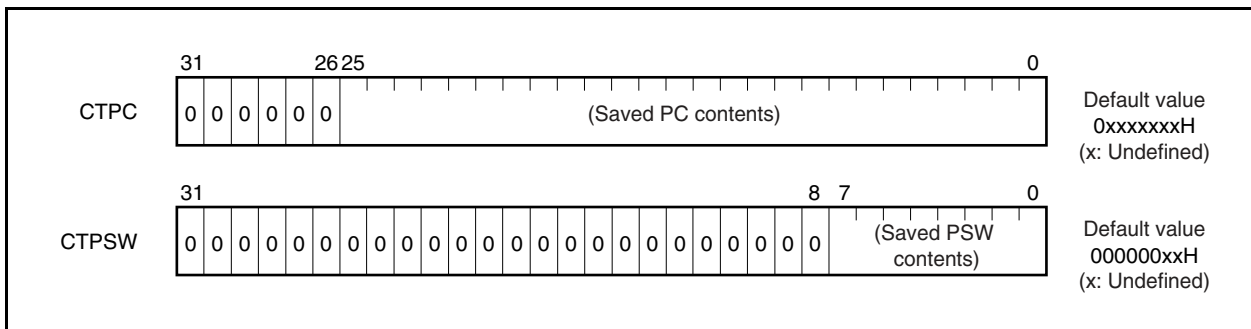 31 26 25 0
CTPC 0 0 0 0 0 0 (Saved PC contents) Default value
0xxxxxxxH
(x: Undefined)
31 8 7 0
CTPSW 0 0 0 0 0 0 0 0 0 0 0 0 0 0 0 0 0 0 0 0 0 0 0 0 (Saved PSW
contents) Default value
000000xxH
(x: Undefined)